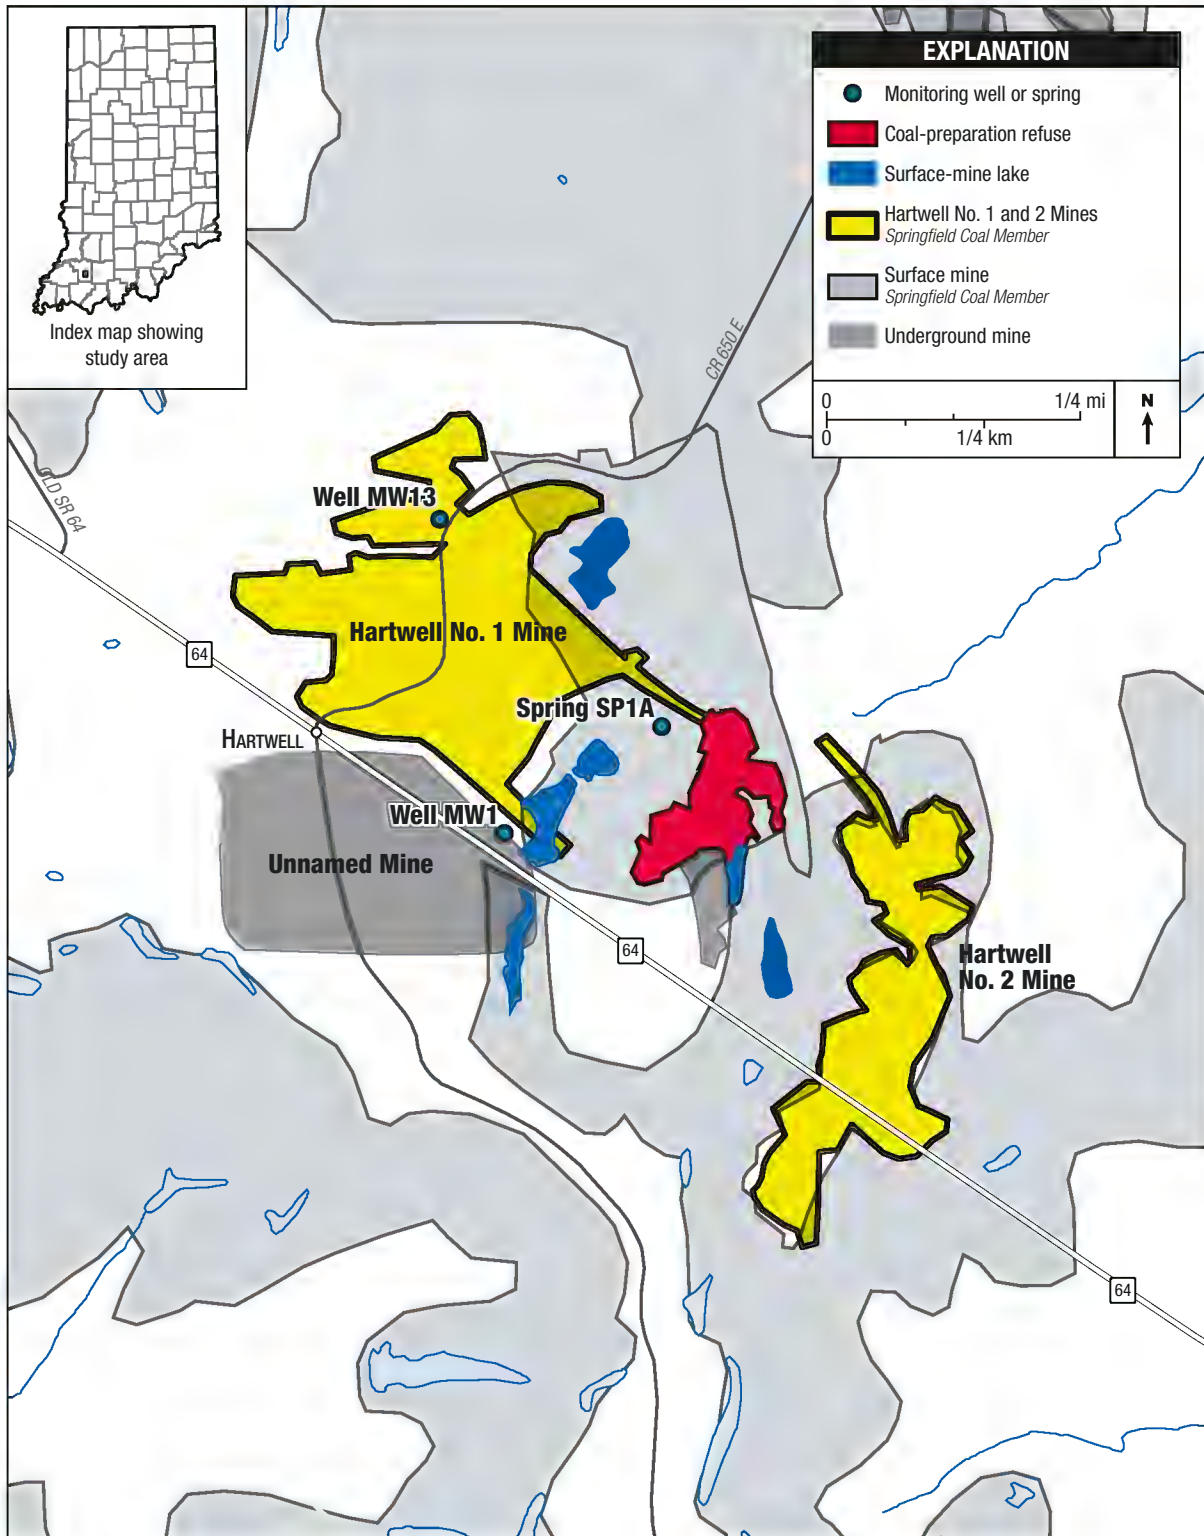 Index map showing
study area
EXPLANATION
Monitoring well or spring
Coal-preparation refuse
Surface-mine lake
Hartwell No. 1 and 2 Mines
Springfield Coal Member
Surface mine
Springfield Coal Member
Underground mine
0 1/4 mi
0 1/4 km
N
CR 650 E
OLD SR 64
Well MW13
64
Hartwell No. 1 Mine
Spring SP1A
HARTWELL
Well MW1
Unnamed Mine
64
Hartwell
No. 2 Mine
64